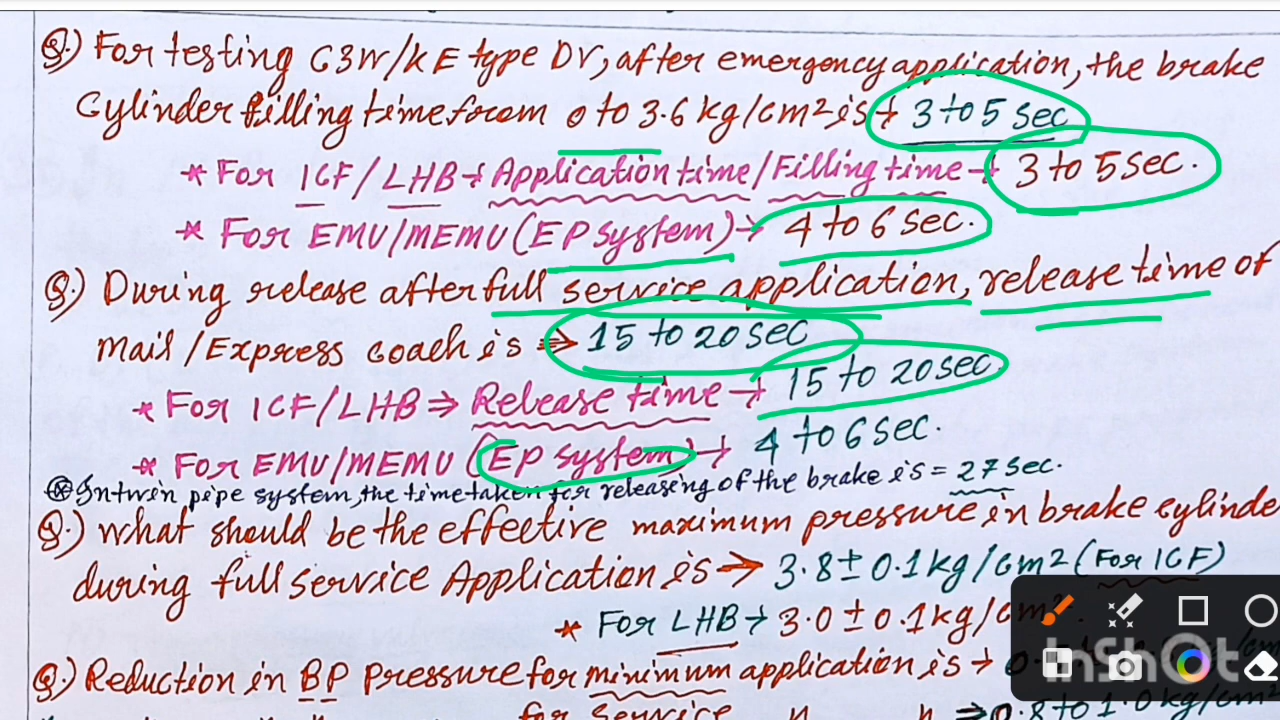 Q.) For testing C3W/KE type DV, after emergency application, the brake
Cylinder filling time from 0 to 3.6 kg/cm2 is → 3 to 5 sec
* For ICF/LHB → Application time/Filling time → 3 to 5 sec.
* For EMU/MEMU (EP System) → 4 to 6 sec.
Q.) During release after full service application, release time of
mail/Express coach is ⇒ 15 to 20 sec
* For ICF/LHB ⇒ Release time → 15 to 20 sec.
* For EMU/MEMU (EP System) → 4 to 6 sec.
* In twin pipe system, the time taken for releasing of the brake is = 27 sec.
Q.) What should be the effective maximum pressure in brake cylinde
during full service Application is → 3.8 ± 0.1 kg/cm2 (For ICF)
* For LHB → 3.0 ± 0.1 kg/cm2.
Q.) Reduction in BP Pressure for minimum application is → 0
for service " " ⇒ 0.8 to 1.0 kg/cm2
InShOt